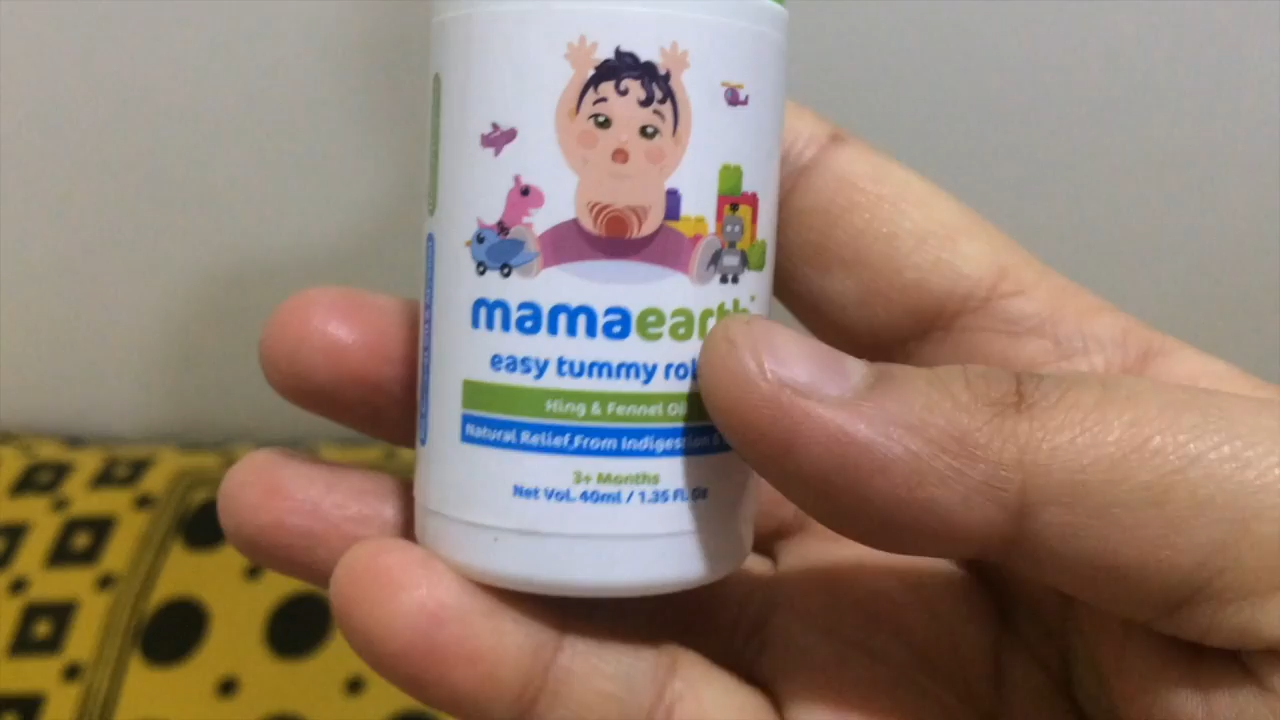 mamaearth
easy tummy rol
Hing & Fennel Oil
Natural Relief From Indigestion &
3+ Months
Net Vol. 40ml / 1.35 Fl. Oz